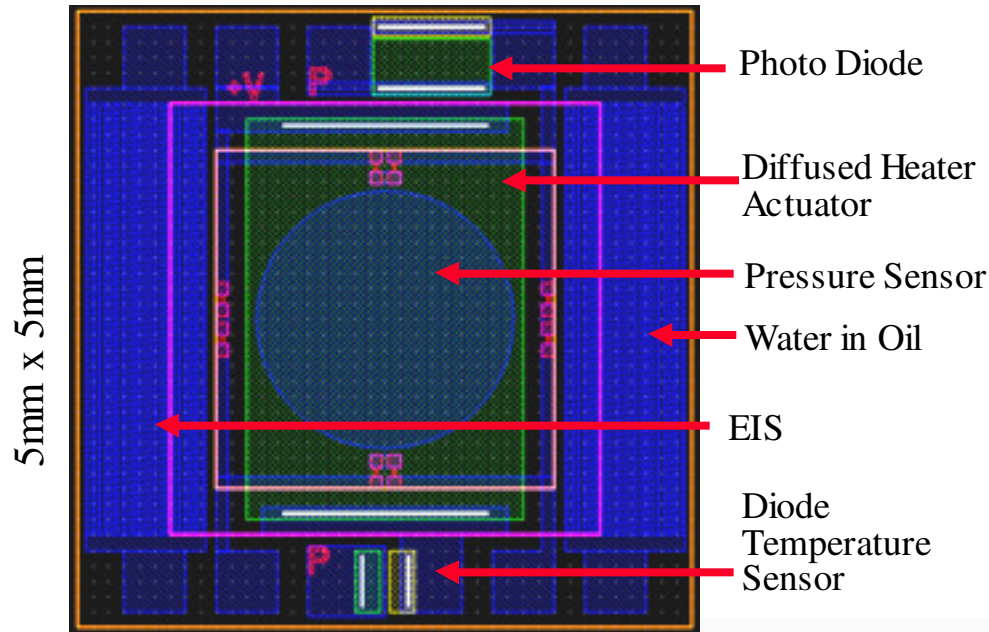 Photo Diode
+V P
Diffused Heater
Actuator
Pressure Sensor
Water in Oil
5mm x 5mm
EIS
Diode
Temperature
Sensor
P